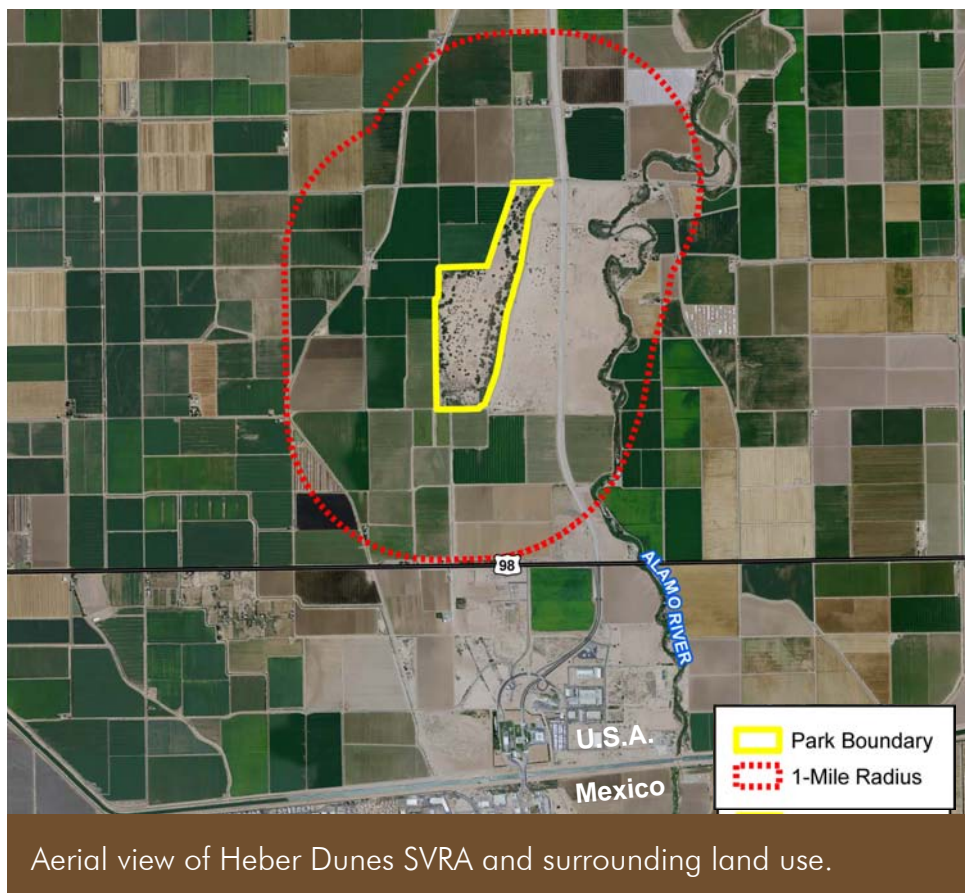 98
ALAMO RIVER
U.S.A.
Mexico
Park Boundary
1-Mile Radius
Aerial view of Heber Dunes SVRA and surrounding land use.